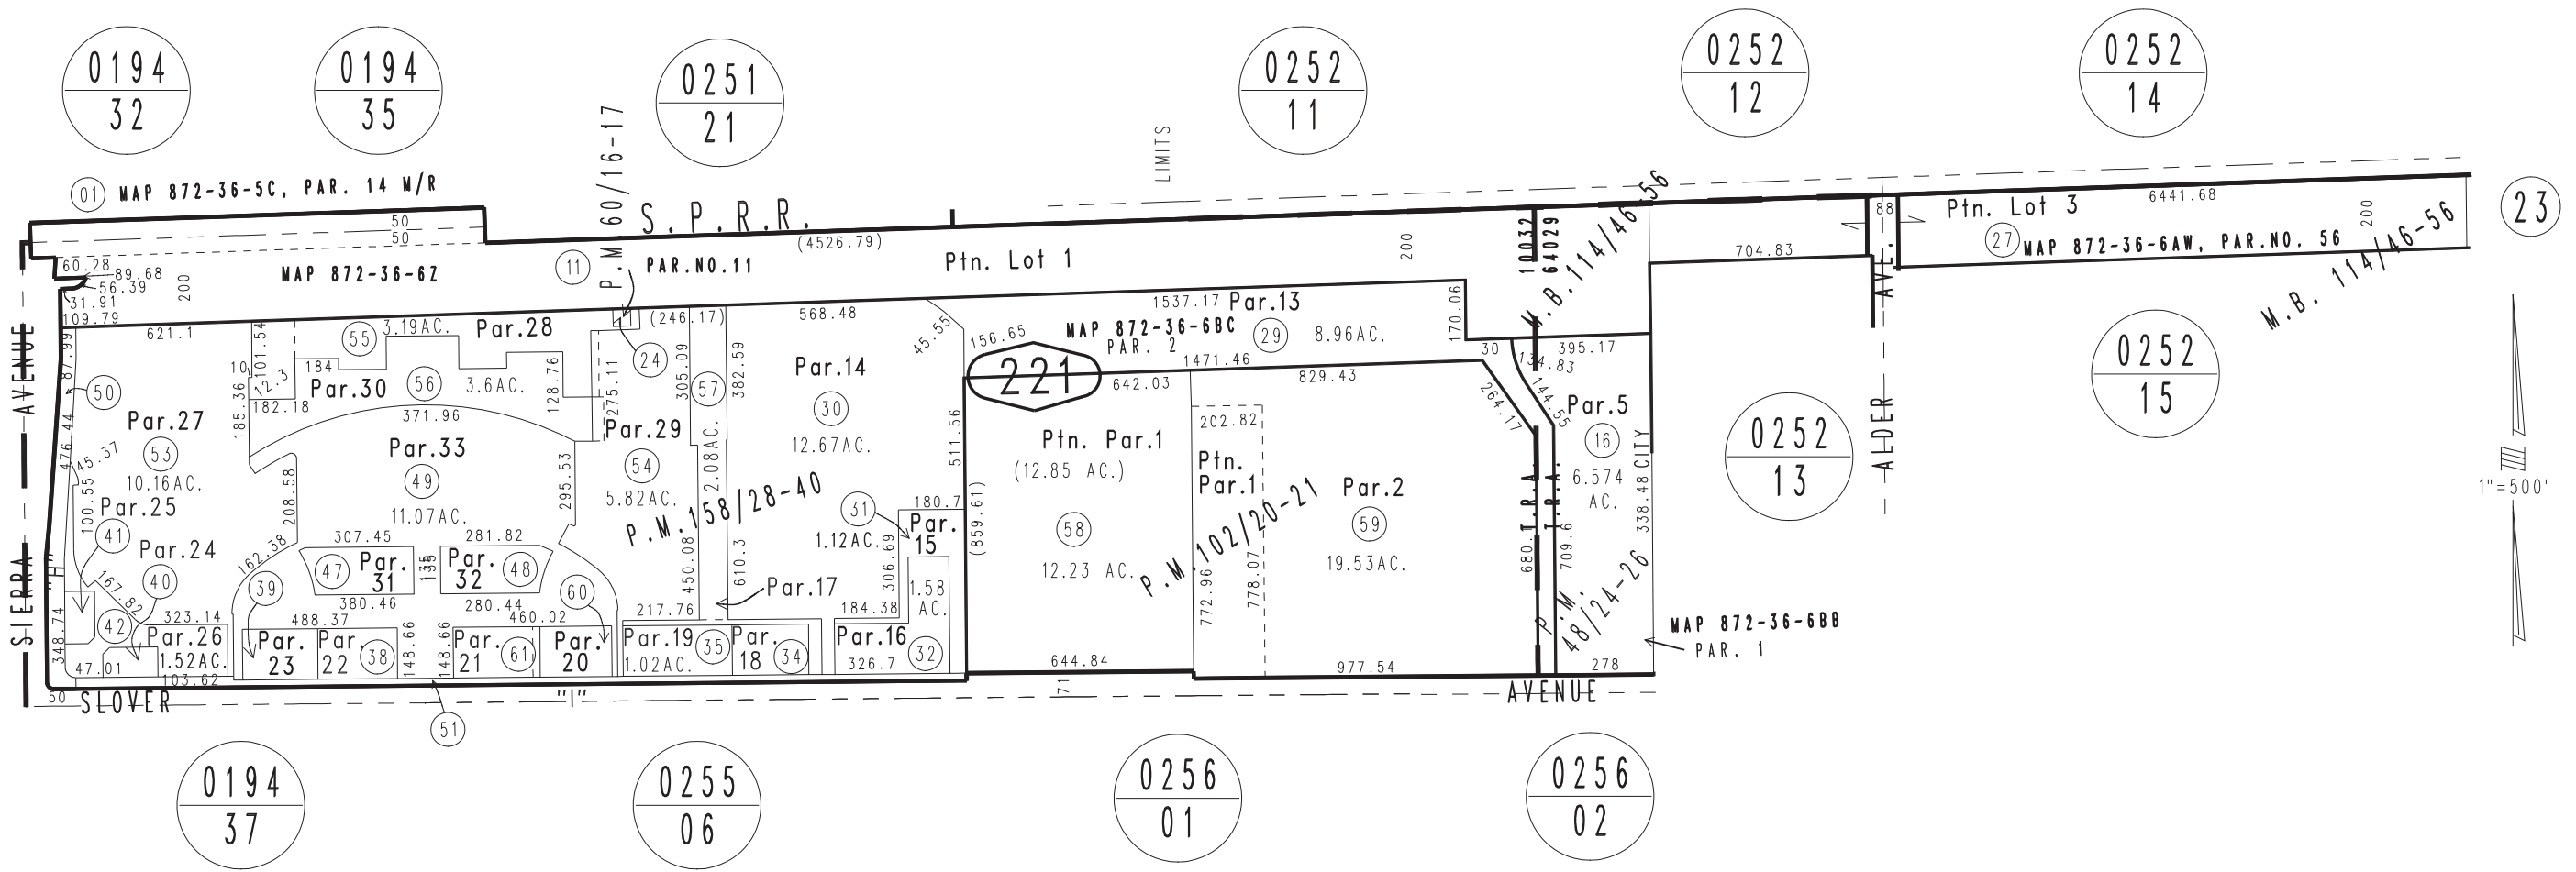 0194
32
0194
35
0251
21
0252
11
0252
12
0252
14
01 MAP 872-36-5C, PAR. 14 M/R
P.M 60/16-17
LIMITS
50
50
S.P.R.R.
(4526.79)
10032
64029
M.B.114/46-56
88
Ptn. Lot 3
6441.68
200
23
60.28
89.68
56.39
31.91
109.79
200
MAP 872-36-6Z
11
PAR.NO.11
Ptn. Lot 1
200
704.83
27 MAP 872-36-6AW, PAR.NO. 56
M.B. 114/46-56
621.1
87.99
101.54
10
12.3
185.36
182.18
184
55
3.19AC.
Par.28
Par.30
56
3.6AC.
128.76
371.96
(246.17)
24
275.11
305.09
57
382.59
2.08AC.
568.48
45.55
Par.14
30
12.67AC.
511.56
156.65
1537.17
Par.13
MAP 872-36-6BC
PAR. 2
29
8.96AC.
170.06
1471.46
221
642.03
829.43
30
395.17
134.83
144.55
264.17
SIERRA AVENUE
"H"
50
476.44
Par.27
53
10.16AC.
45.37
100.55
Par.25
41
Par.24
40
167.82
162.38
208.58
Par.33
49
11.07AC.
295.53
Par.29
54
5.82AC.
P.M.158/28-40
Ptn. Par.1
(12.85 AC.)
58
12.23 AC.
(859.61)
202.82
Ptn.
Par.1
P.M.102/20-21
Par.2
59
19.53AC.
Par.5
16
6.574
AC.
338.48
CITY
T.R.A.
T.R.A.
680.
709.6
P.M.
48/24-26
0252
13
ALDER AVE.
0252
15
1"=500'
307.45
281.82
47
Par.
31
135
135
Par.
32
48
380.46
280.44
39
60
450.08
610.3
31
1.12AC.
180.7
Par.
15
306.69
1.58
AC.
Par.17
217.76
184.38
772.96
778.07
348.74
42
323.14
Par.26
1.52AC.
47.01
103.62
488.37
460.02
Par.
23
Par.
22
38
148.66
148.66
Par.
21
61
Par.
20
Par.19
35
1.02AC.
Par.
18
34
Par.16
32
326.7
644.84
71
977.54
278
MAP 872-36-6BB
PAR. 1
50
SLOVER
"I"
AVENUE
51
0194
37
0255
06
0256
01
0256
02